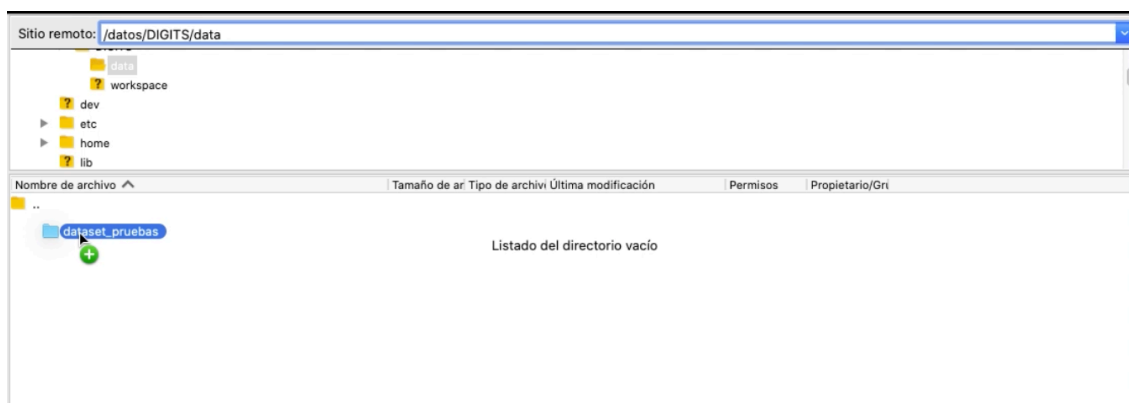 Sitio remoto: /datos/DIGITS/data
data
? workspace
? dev
etc
home
? lib
Nombre de archivo Tamaño de ar Tipo de archivi Última modificación Permisos Propietario/Gru
..
dataset_pruebas
Listado del directorio vacío